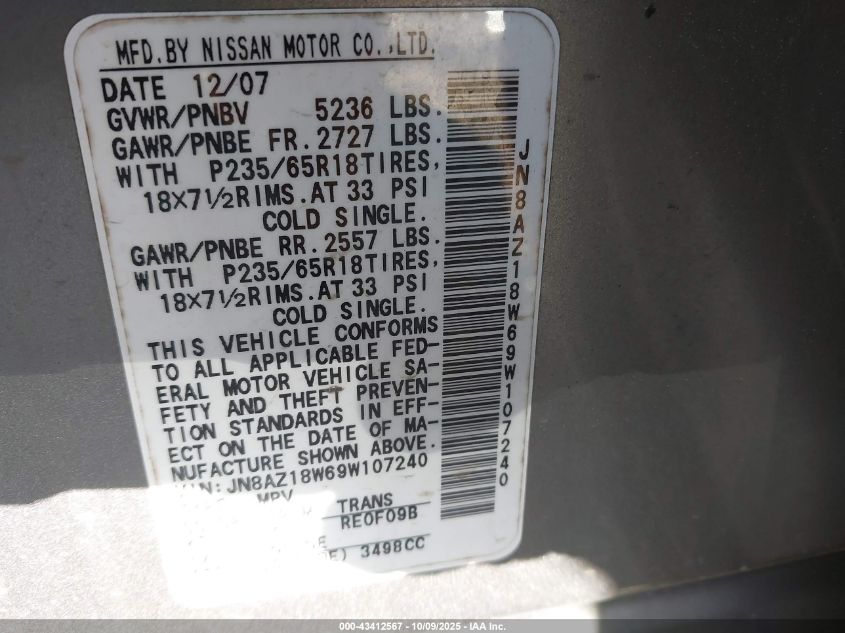 MFD.BY NISSAN MOTOR CO.,LTD.
DATE 12/07
GVWR/PNBV 5236 LBS.
GAWR/PNBE FR.2727 LBS.
WITH P235/65R18TIRES,
18X7½RIMS.AT 33 PSI
COLD SINGLE.
GAWR/PNBE RR.2557 LBS.
WITH P235/65R18TIRES,
18X7½RIMS.AT 33 PSI
COLD SINGLE.
THIS VEHICLE CONFORMS
TO ALL APPLICABLE FED-
ERAL MOTOR VEHICLE SA-
FETY AND THEFT PREVEN-
TION STANDARDS IN EFF-
ECT ON THE DATE OF MA-
NUFACTURE SHOWN ABOVE.
:JN8AZ18W69W107240
MPV
TRANS
RE0F09B
3498CC
JN8AZ18W69W107240
000-43412567 - 10/09/2025 - IAA Inc.